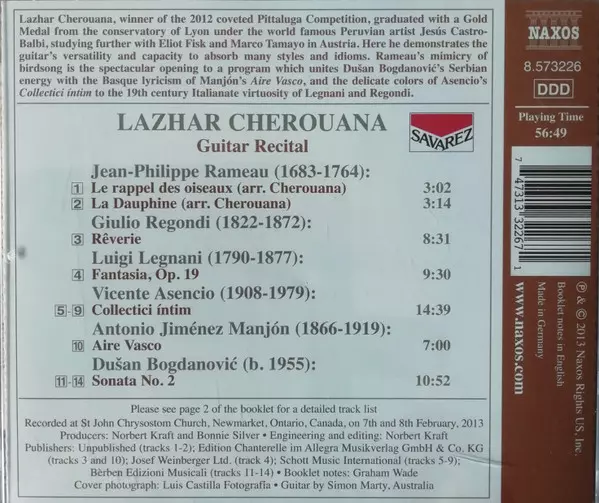 Lazhar Cherouana, winner of the 2012 coveted Pittaluga Competition, graduated with a Gold
Medal from the conservatory of Lyon under the world famous Peruvian artist Jesús Castro-
Balbi, studying further with Eliot Fisk and Marco Tamayo in Austria. Here he demonstrates the
guitar's versatility and capacity to absorb many styles and idioms. Rameau's mimicry of
birdsong is the spectacular opening to a program which unites Dušan Bogdanović's Serbian
energy with the Basque lyricism of Manjón's Aire Vasco, and the delicate colors of Asencio's
Collectici íntim to the 19th century Italianate virtuosity of Legnani and Regondi.
LAZHAR CHEROUANA
Guitar Recital
SAVAREZ
Jean-Philippe Rameau (1683-1764):
1 Le rappel des oiseaux (arr. Cherouana) 3:02
2 La Dauphine (arr. Cherouana) 3:14
Giulio Regondi (1822-1872):
3 Rêverie 8:31
Luigi Legnani (1790-1877):
4 Fantasia, Op. 19 9:30
Vicente Asencio (1908-1979):
5-9 Collectici íntim 14:39
Antonio Jiménez Manjón (1866-1919):
10 Aire Vasco 7:00
Dušan Bogdanović (b. 1955):
11-14 Sonata No. 2 10:52
Please see page 2 of the booklet for a detailed track list
Recorded at St John Chrysostom Church, Newmarket, Ontario, Canada, on 7th and 8th February, 2013
Producers: Norbert Kraft and Bonnie Silver • Engineering and editing: Norbert Kraft
Publishers: Unpublished (tracks 1-2); Edition Chanterelle im Allegra Musikverlag GmbH & Co. KG
(tracks 3 and 10); Josef Weinberger Ltd. (track 4); Schott Music International (tracks 5-9);
Bèrben Edizioni Musicali (tracks 11-14) • Booklet notes: Graham Wade
Cover photograph: Luis Castilla Fotografía • Guitar by Simon Marty, Australia
NAXOS
8.573226
DDD
Playing Time
56:49
7 47313 32267 1
℗ & © 2013 Naxos Rights US, Inc.
Booklet notes in English
Made in Germany
www.naxos.com